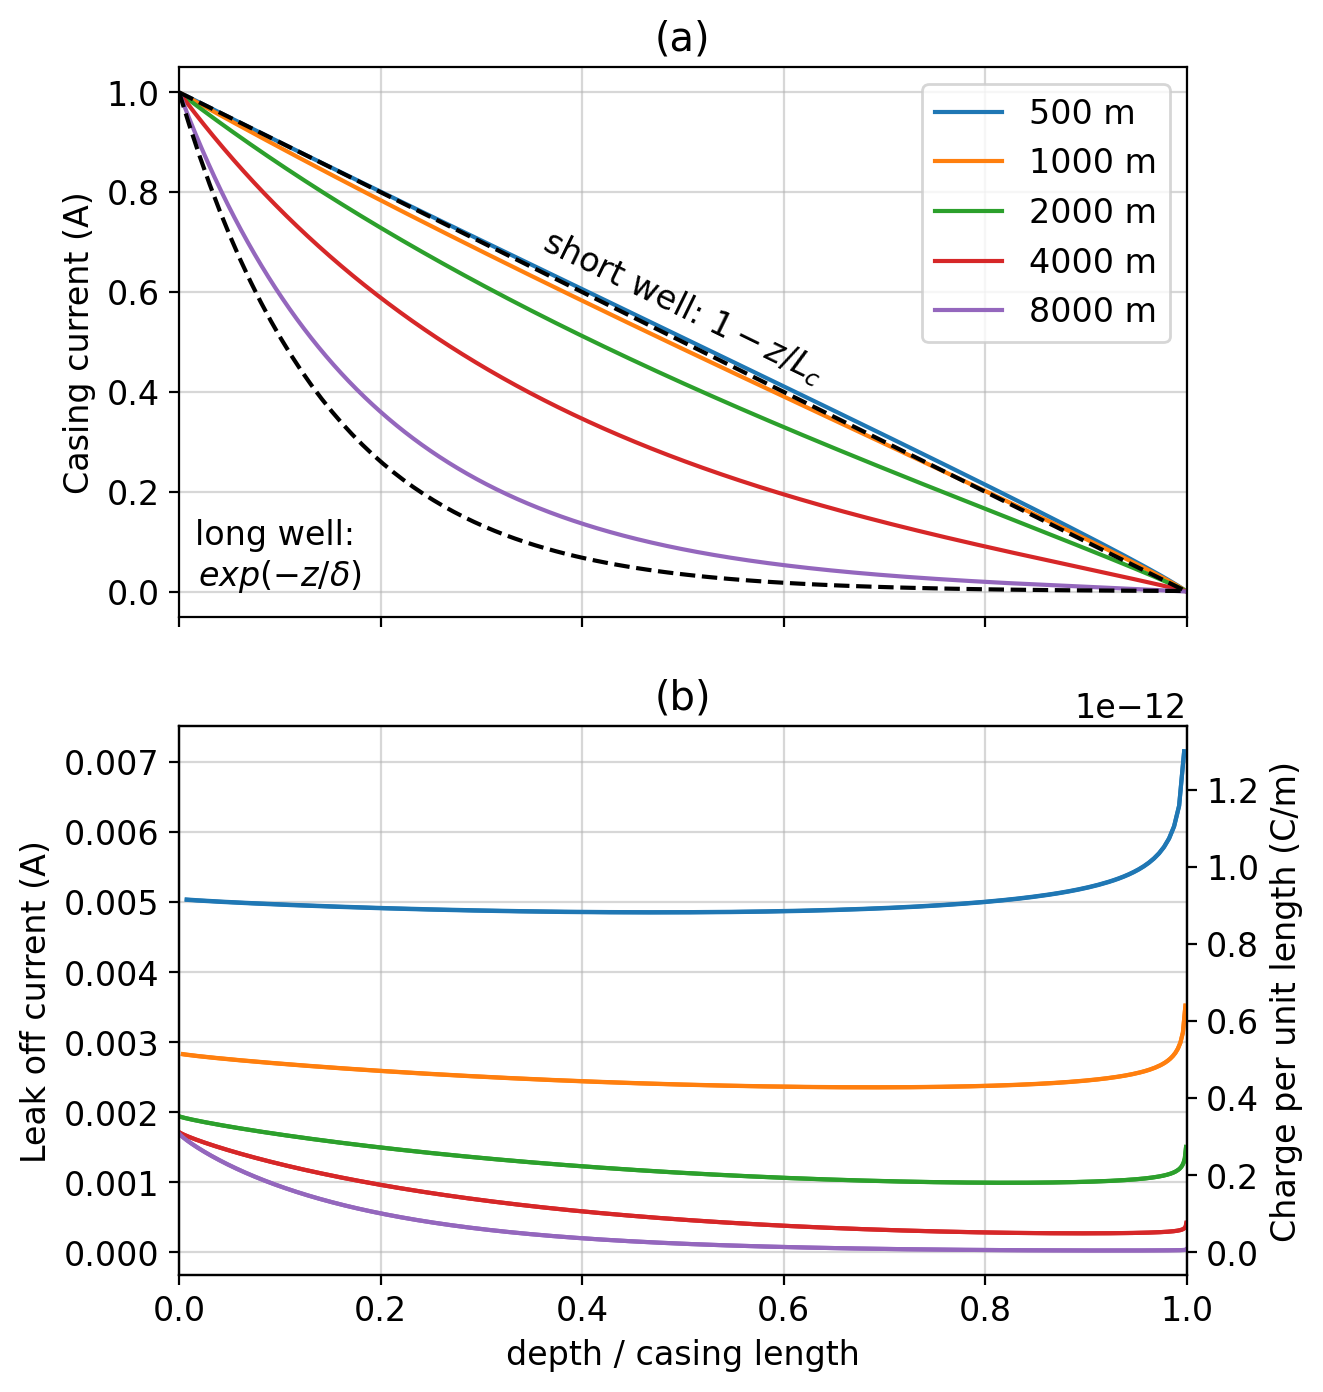 (a)
1.0
0.8
0.6
0.4
0.2
0.0
Casing current (A)
500 m
1000 m
2000 m
4000 m
8000 m
short well: 1 − z/L_c
long well:
exp(−z/δ)
(b)
1e−12
0.007
0.006
0.005
0.004
0.003
0.002
0.001
0.000
Leak off current (A)
1.2
1.0
0.8
0.6
0.4
0.2
0.0
Charge per unit length (C/m)
0.0 0.2 0.4 0.6 0.8 1.0
depth / casing length